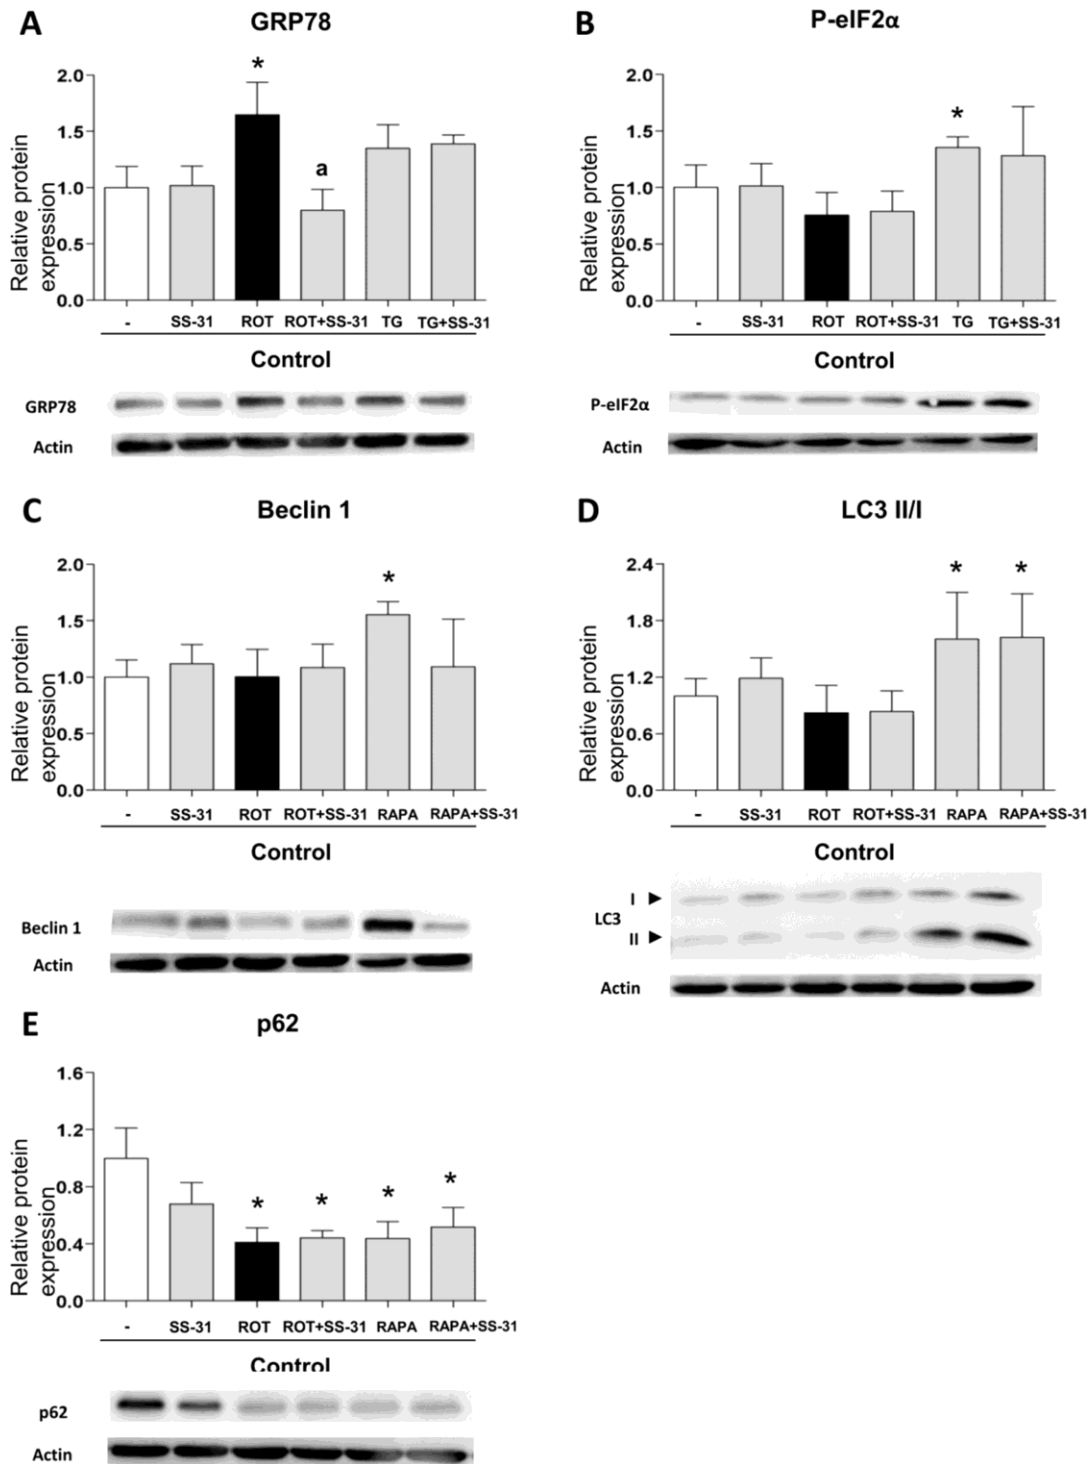 A
GRP78
*
a
2.0
1.5
1.0
0.5
0.0
Relative protein
expression
- SS-31 ROT ROT+SS-31 TG TG+SS-31
Control
GRP78
Actin
B
P-eIF2α
*
2.0
1.5
1.0
0.5
0.0
Relative protein
expression
- SS-31 ROT ROT+SS-31 TG TG+SS-31
Control
P-eIF2α
Actin
C
Beclin 1
*
2.0
1.5
1.0
0.5
0.0
Relative protein
expression
- SS-31 ROT ROT+SS-31 RAPA RAPA+SS-31
Control
Beclin 1
Actin
D
LC3 II/I
* *
2.4
1.8
1.2
0.6
0.0
Relative protein
expression
- SS-31 ROT ROT+SS-31 RAPA RAPA+SS-31
Control
I
LC3
II
Actin
E
p62
1.6
1.2
0.8
0.4
0.0
* * * *
Relative protein
expression
- SS-31 ROT ROT+SS-31 RAPA RAPA+SS-31
Control
p62
Actin